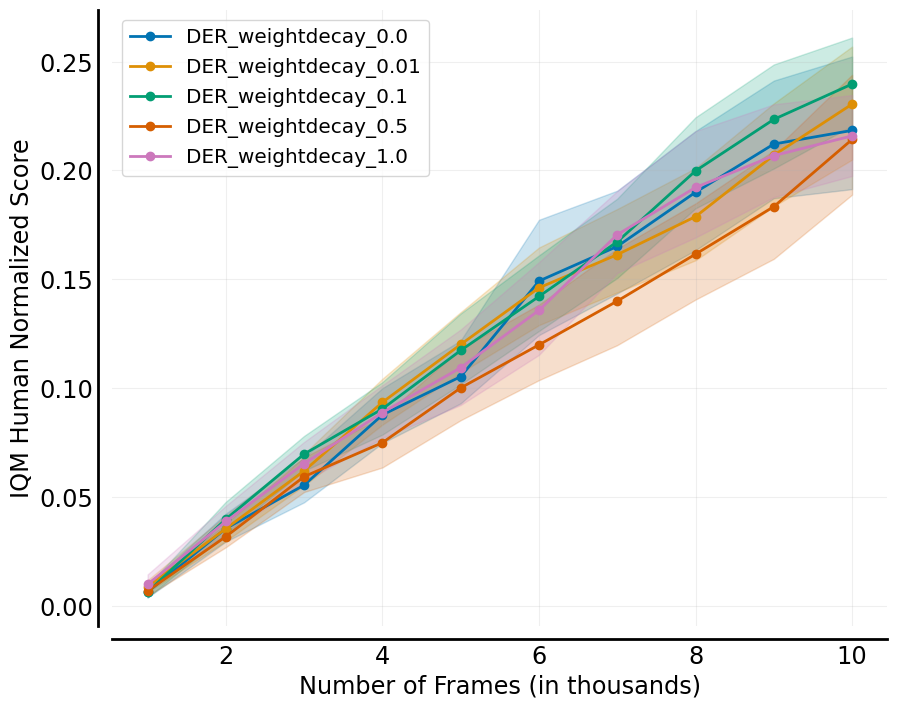 DER_weightdecay_0.0
DER_weightdecay_0.01
DER_weightdecay_0.1
DER_weightdecay_0.5
DER_weightdecay_1.0
IQM Human Normalized Score
0.25
0.20
0.15
0.10
0.05
0.00
2 4 6 8 10
Number of Frames (in thousands)